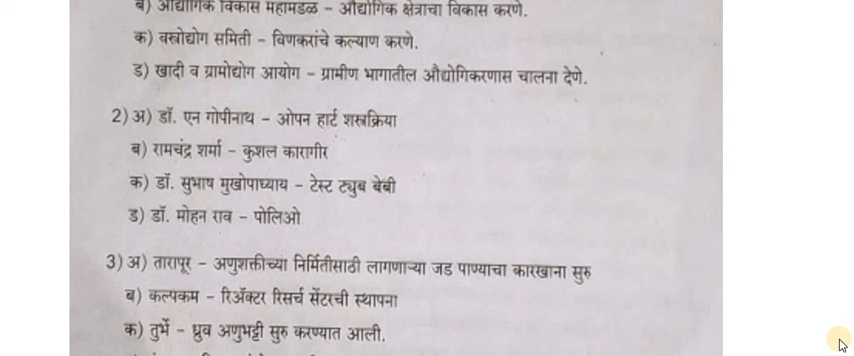 ब) औद्योगिक विकास महामंडळ – औद्योगिक क्षेत्राचा विकास करणे.
क) वस्त्रोद्योग समिती – विणकरांचे कल्याण करणे.
ड) खादी व ग्रामोद्योग आयोग – ग्रामीण भागातील औद्योगिकरणास चालना देणे.
2) अ) डॉ. एन गोपीनाथ – ओपन हार्ट शस्त्रक्रिया
ब) रामचंद्र शर्मा – कुशल कारागीर
क) डॉ. सुभाष मुखोपाध्याय – टेस्ट ट्युब बेबी
ड) डॉ. मोहन राव – पोलिओ
3) अ) तारापूर – अणुशक्तीच्या निर्मितीसाठी लागणाऱ्या जड पाण्याचा कारखाना सुरु
ब) कल्पकम – रिॲक्टर रिसर्च सेंटरची स्थापना
क) तुर्भे – ध्रुव अणुभट्टी सुरु करण्यात आली.